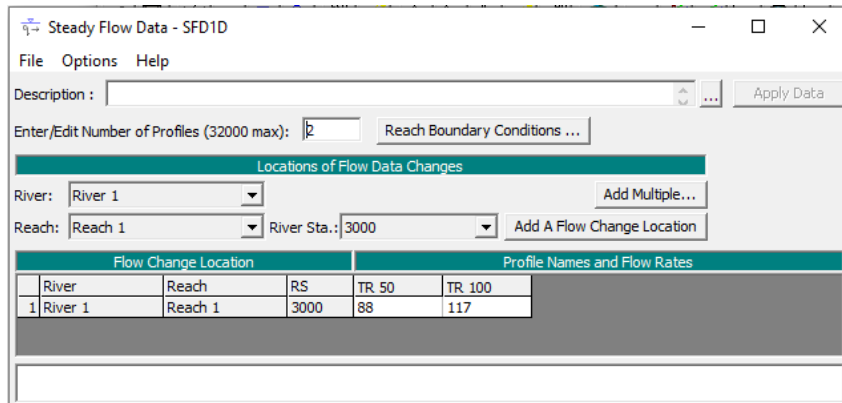 Steady Flow Data - SFD1D
File Options Help
Description : ... Apply Data
Enter/Edit Number of Profiles (32000 max): 2 Reach Boundary Conditions ...
Locations of Flow Data Changes
River: River 1 Add Multiple...
Reach: Reach 1 River Sta.: 3000 Add A Flow Change Location
Flow Change Location Profile Names and Flow Rates
River Reach RS TR 50 TR 100
1 River 1 Reach 1 3000 88 117